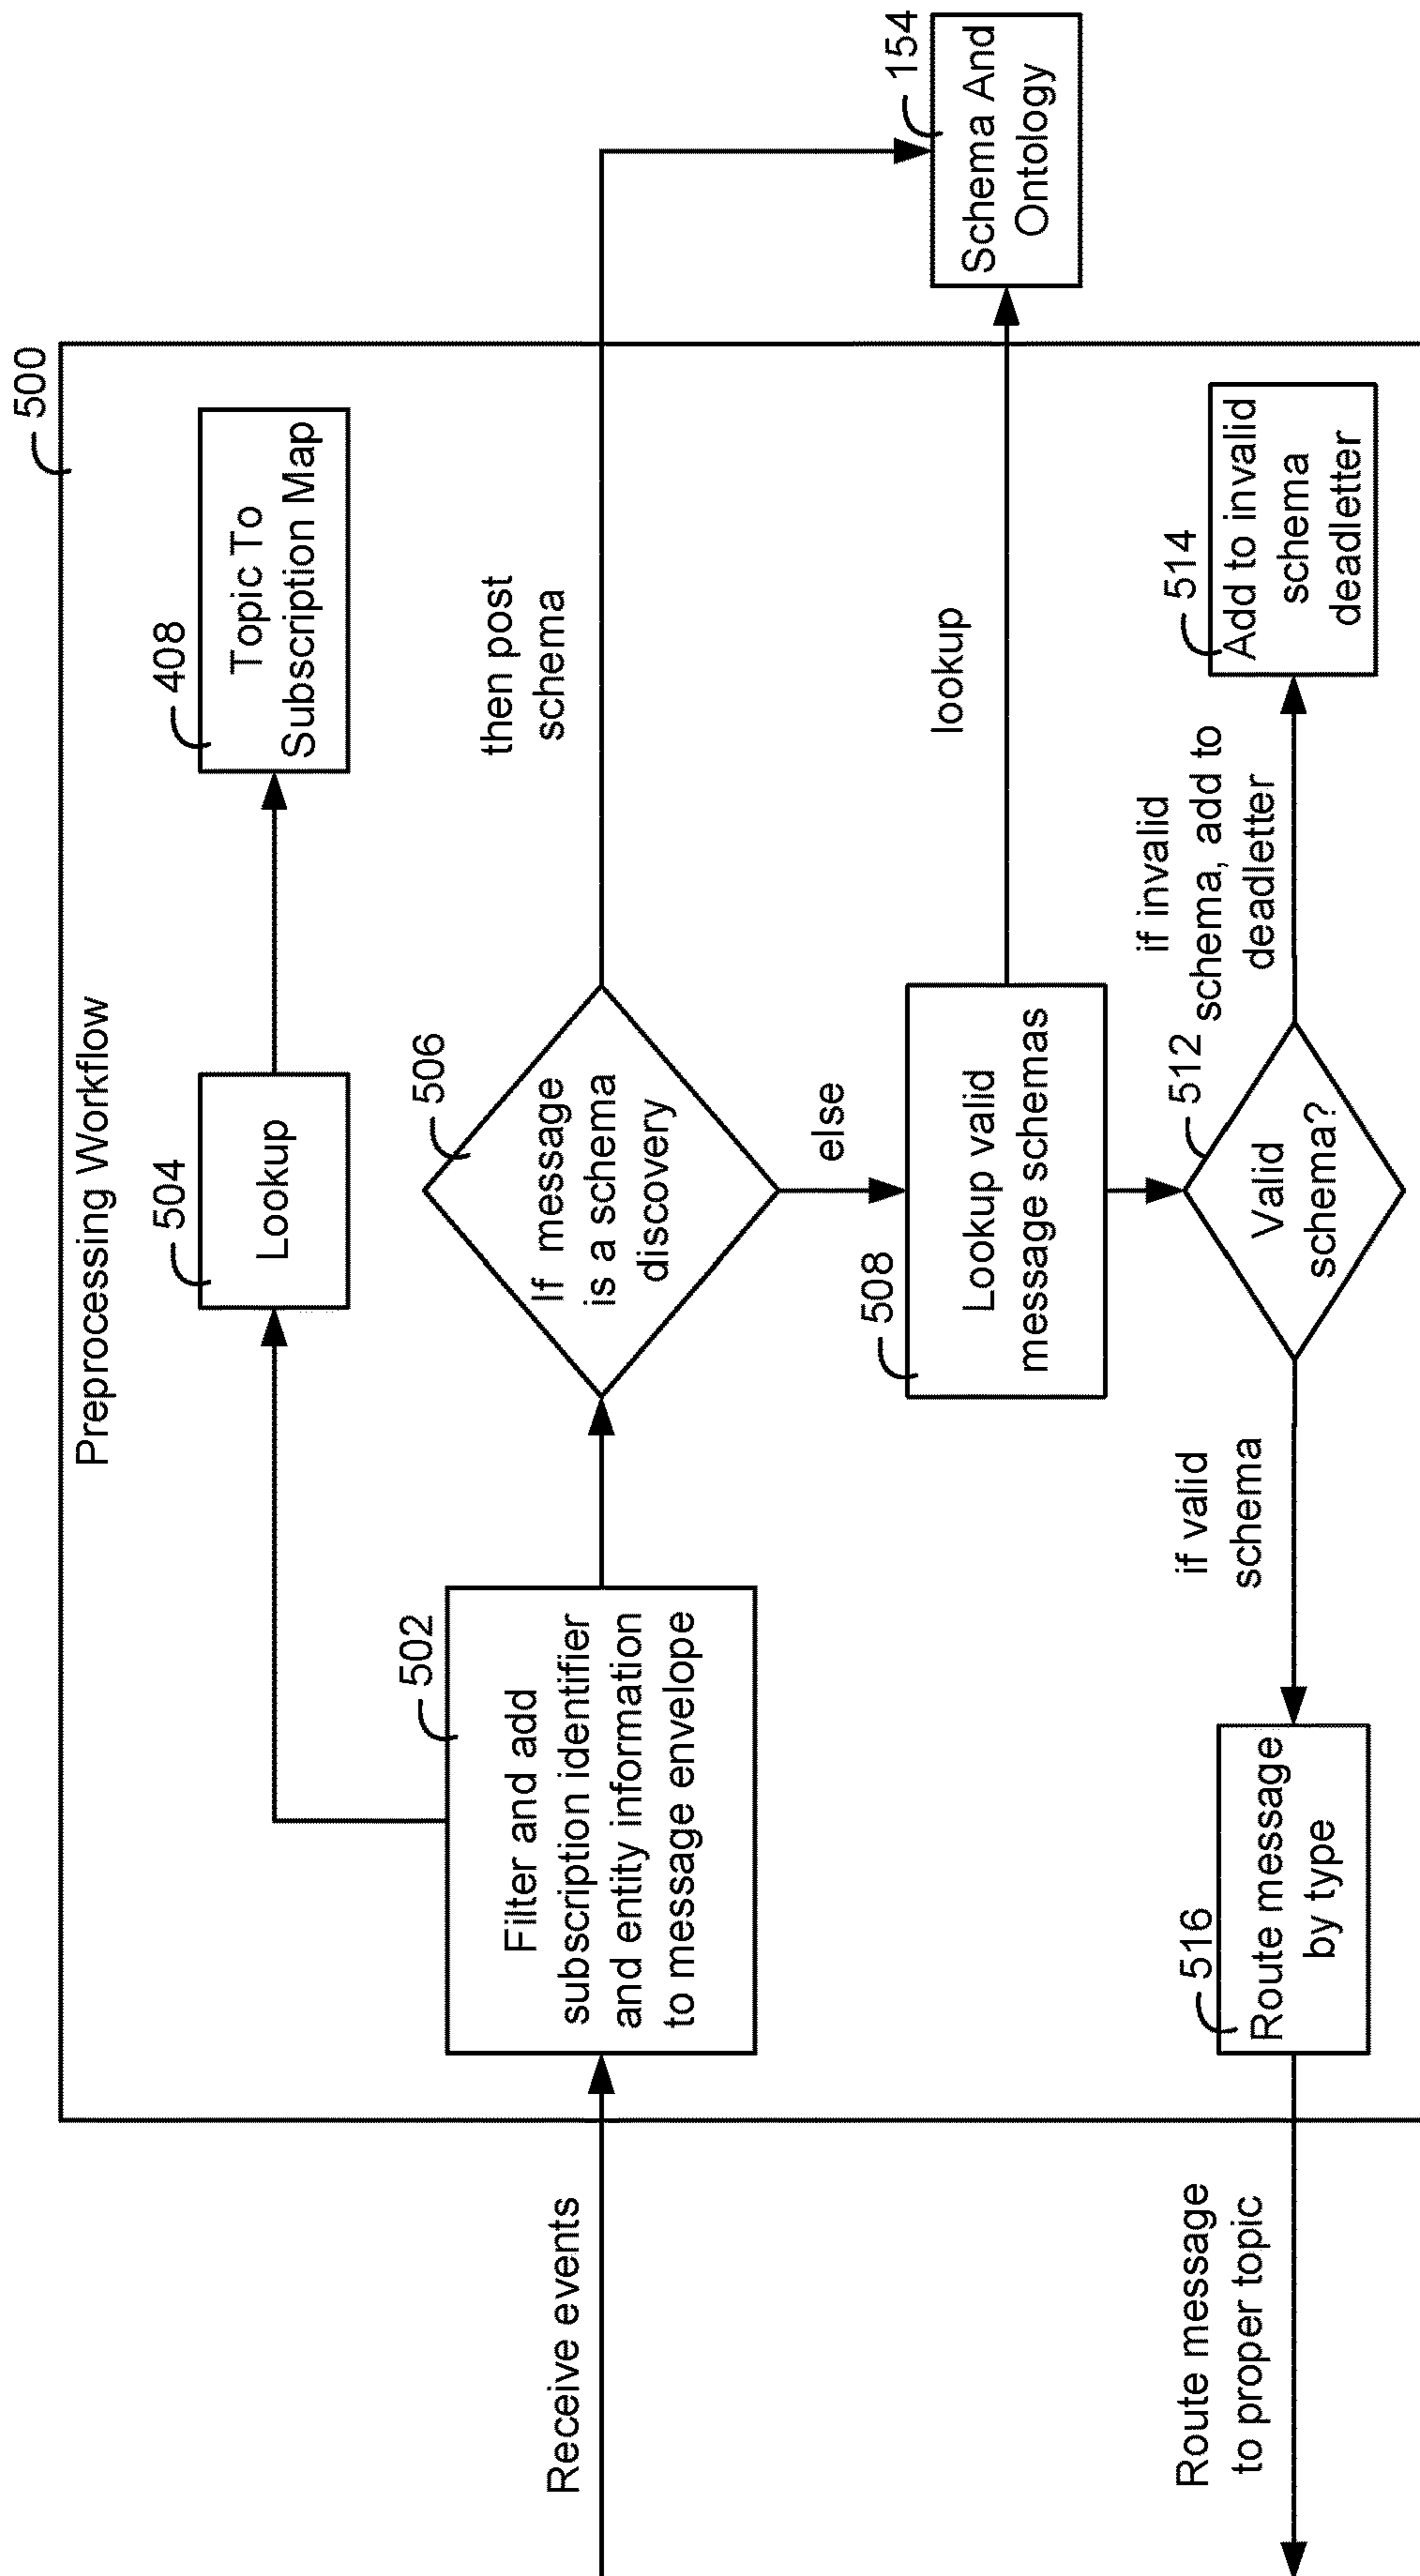 500
Preprocessing Workflow
504
Lookup
408
Topic To
Subscription Map
Receive events
502
Filter and add
subscription identifier
and entity information
to message envelope
506
If message
is a schema
discovery
then post
schema
154
Schema And
Ontology
else
508
Lookup valid
message schemas
lookup
Route message
to proper topic
516
Route message
by type
if valid
schema
512
Valid
schema?
if invalid
schema, add to
deadletter
514
Add to invalid
schema
deadletter